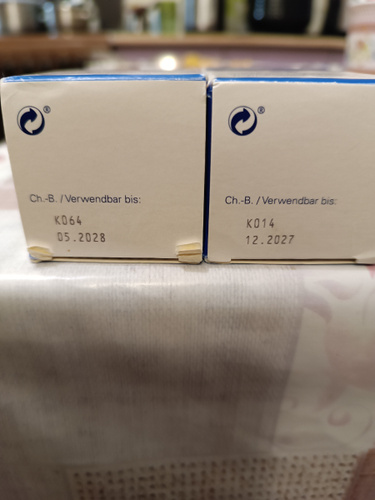 ®
Ch.-B. / Verwendbar bis:
K064
05.2028
®
Ch.-B. / Verwendbar bis:
K014
12.2027